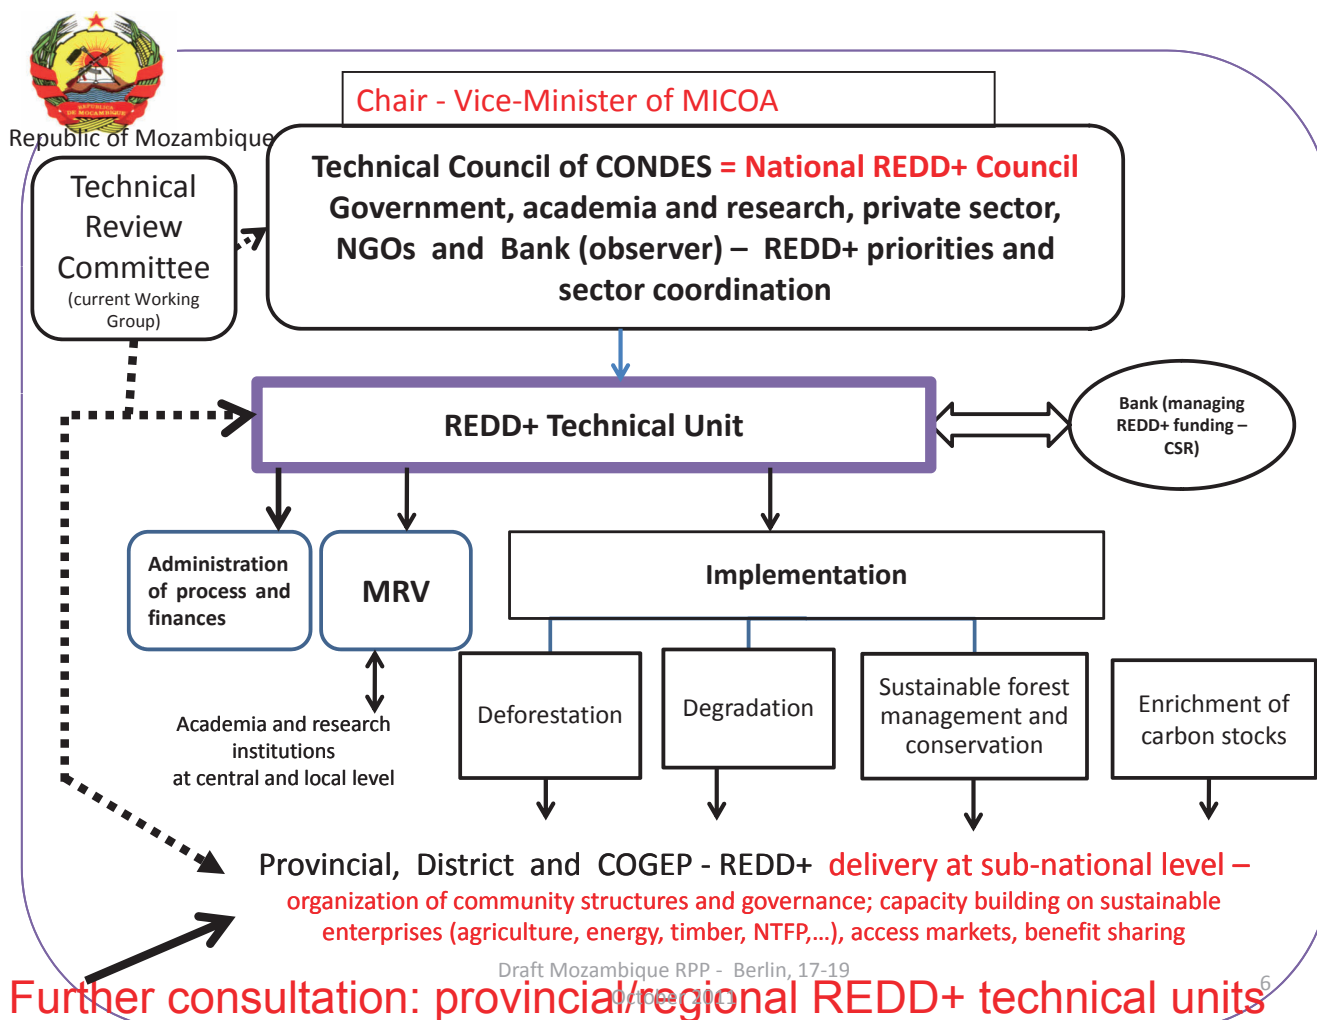 REPUBLICA
DE MOCAMBIQUE
Republic of Mozambique
Chair - Vice-Minister of MICOA
Technical
Review
Committee
(current Working
Group)
Technical Council of CONDES = National REDD+ Council
Government, academia and research, private sector,
NGOs and Bank (observer) – REDD+ priorities and
sector coordination
REDD+ Technical Unit
Bank (managing
REDD+ funding –
CSR)
Administration
of process and
finances
MRV
Implementation
Academia and research
institutions
at central and local level
Deforestation
Degradation
Sustainable forest
management and
conservation
Enrichment of
carbon stocks
Provincial, District and COGEP - REDD+ delivery at sub-national level –
organization of community structures and governance; capacity building on sustainable
enterprises (agriculture, energy, timber, NTFP,…), access markets, benefit sharing
Draft Mozambique RPP - Berlin, 17-19
October 2011
6
Further consultation: provincial/regional REDD+ technical units